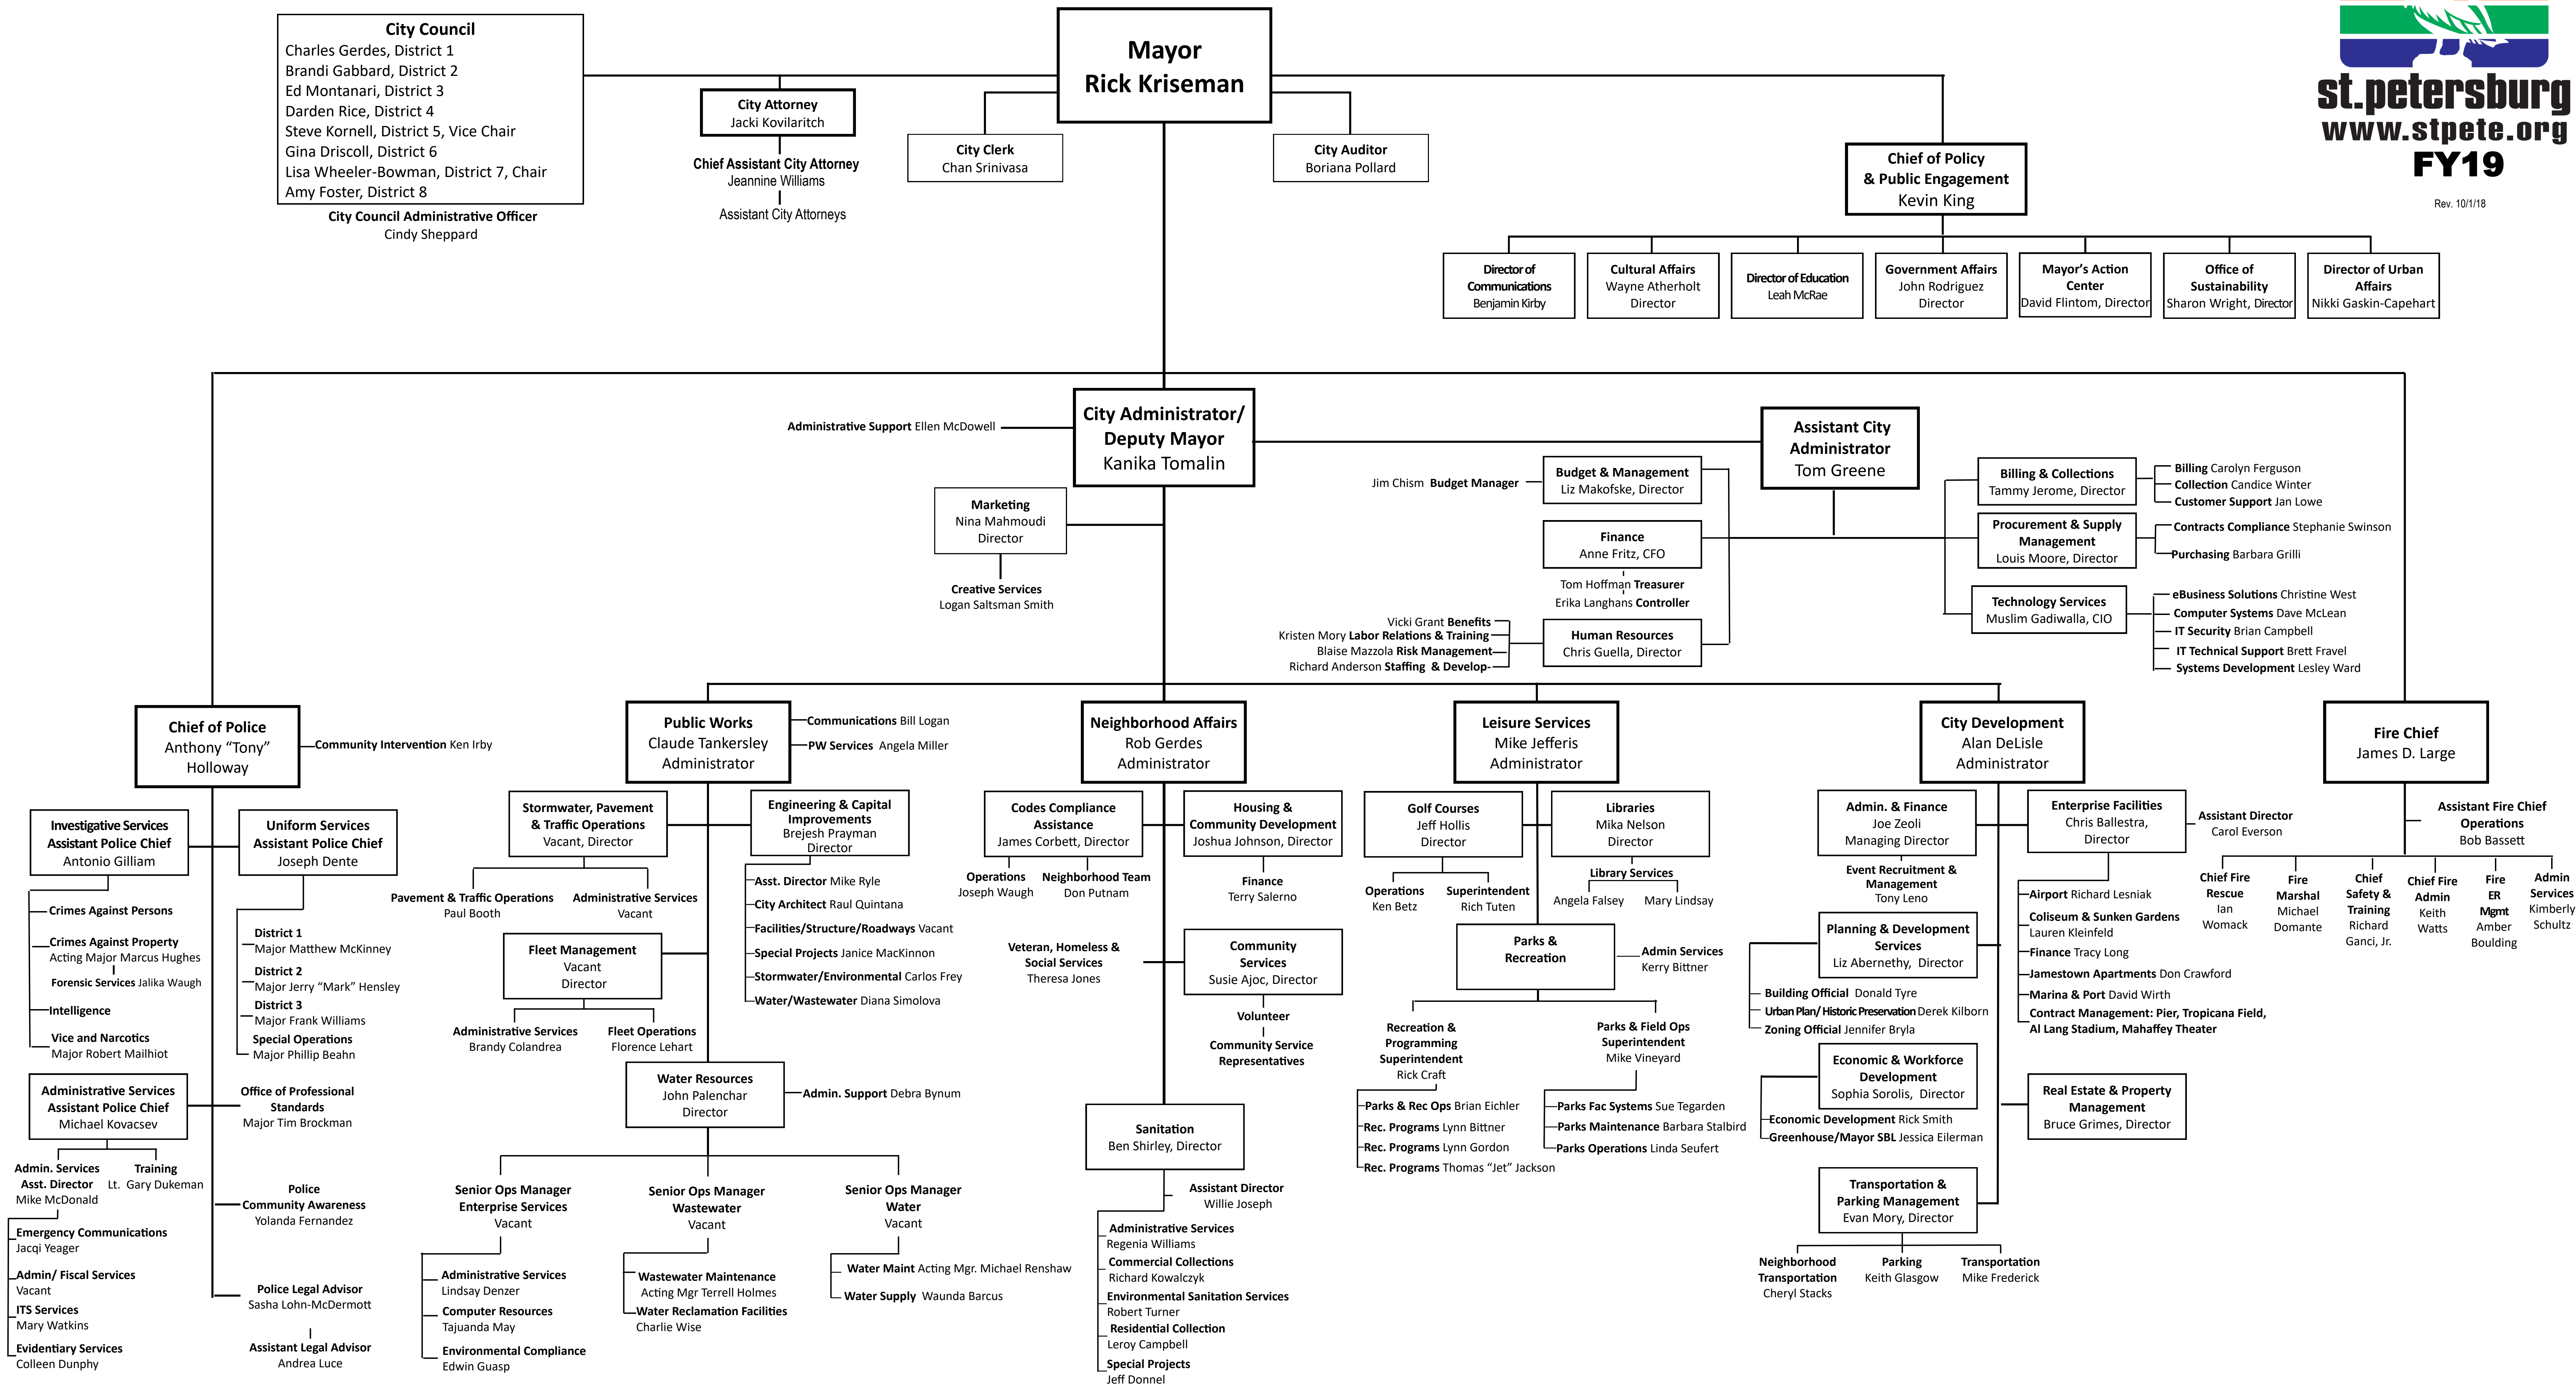 City Council
Charles Gerdes, District 1
Brandi Gabbard, District 2
Ed Montanari, District 3
Darden Rice, District 4
Steve Kornell, District 5, Vice Chair
Gina Driscoll, District 6
Lisa Wheeler-Bowman, District 7, Chair
Amy Foster, District 8
City Council Administrative Officer
Cindy Sheppard
Mayor
Rick Kriseman
City Attorney
Jacki Kovilaritch
Chief Assistant City Attorney
Jeannine Williams
Assistant City Attorneys
City Clerk
Chan Srinivasa
City Auditor
Boriana Pollard
Chief of Policy
& Public Engagement
Kevin King
st.petersburg
www.stpete.org
FY19
Rev. 10/1/18
Director of
Communications
Benjamin Kirby
Cultural Affairs
Wayne Atherholt
Director
Director of Education
Leah McRae
Government Affairs
John Rodriguez
Director
Mayor's Action
Center
David Flintom, Director
Office of
Sustainability
Sharon Wright, Director
Director of Urban
Affairs
Nikki Gaskin-Capehart
Administrative Support Ellen McDowell
City Administrator/
Deputy Mayor
Kanika Tomalin
Assistant City
Administrator
Tom Greene
Marketing
Nina Mahmoudi
Director
Creative Services
Logan Saltsman Smith
Jim Chism Budget Manager
Budget & Management
Liz Makofske, Director
Finance
Anne Fritz, CFO
Tom Hoffman Treasurer
Erika Langhans Controller
Vicki Grant Benefits
Kristen Mory Labor Relations & Training
Blaise Mazzola Risk Management
Richard Anderson Staffing & Develop-
Human Resources
Chris Guella, Director
Billing & Collections
Tammy Jerome, Director
Billing Carolyn Ferguson
Collection Candice Winter
Customer Support Jan Lowe
Procurement & Supply
Management
Louis Moore, Director
Contracts Compliance Stephanie Swinson
Purchasing Barbara Grilli
Technology Services
Muslim Gadiwalla, CIO
eBusiness Solutions Christine West
Computer Systems Dave McLean
IT Security Brian Campbell
IT Technical Support Brett Fravel
Systems Development Lesley Ward
Chief of Police
Anthony “Tony”
Holloway
Community Intervention Ken Irby
Investigative Services
Assistant Police Chief
Antonio Gilliam
Uniform Services
Assistant Police Chief
Joseph Dente
Crimes Against Persons
Crimes Against Property
Acting Major Marcus Hughes
Forensic Services Jalika Waugh
Intelligence
Vice and Narcotics
Major Robert Mailhiot
District 1
Major Matthew McKinney
District 2
Major Jerry “Mark” Hensley
District 3
Major Frank Williams
Special Operations
Major Phillip Beahn
Administrative Services
Assistant Police Chief
Michael Kovacsev
Office of Professional
Standards
Major Tim Brockman
Admin. Services
Asst. Director
Mike McDonald
Training
Lt. Gary Dukeman
Police
Community Awareness
Yolanda Fernandez
Emergency Communications
Jacqi Yeager
Admin/ Fiscal Services
Vacant
ITS Services
Mary Watkins
Evidentiary Services
Colleen Dunphy
Police Legal Advisor
Sasha Lohn-McDermott
Assistant Legal Advisor
Andrea Luce
Public Works
Claude Tankersley
Administrator
Communications Bill Logan
PW Services Angela Miller
Stormwater, Pavement
& Traffic Operations
Vacant, Director
Engineering & Capital
Improvements
Brejesh Prayman
Director
Pavement & Traffic Operations
Paul Booth
Administrative Services
Vacant
Asst. Director Mike Ryle
City Architect Raul Quintana
Facilities/Structure/Roadways Vacant
Special Projects Janice MacKinnon
Stormwater/Environmental Carlos Frey
Water/Wastewater Diana Simolova
Fleet Management
Vacant
Director
Administrative Services
Brandy Colandrea
Fleet Operations
Florence Lehart
Water Resources
John Palenchar
Director
Admin. Support Debra Bynum
Senior Ops Manager
Enterprise Services
Vacant
Senior Ops Manager
Wastewater
Vacant
Senior Ops Manager
Water
Vacant
Administrative Services
Lindsay Denzer
Computer Resources
Tajuanda May
Environmental Compliance
Edwin Guasp
Wastewater Maintenance
Acting Mgr Terrell Holmes
Water Reclamation Facilities
Charlie Wise
Water Maint Acting Mgr. Michael Renshaw
Water Supply Waunda Barcus
Neighborhood Affairs
Rob Gerdes
Administrator
Codes Compliance
Assistance
James Corbett, Director
Housing &
Community Development
Joshua Johnson, Director
Operations
Joseph Waugh
Neighborhood Team
Don Putnam
Finance
Terry Salerno
Veteran, Homeless &
Social Services
Theresa Jones
Community
Services
Susie Ajoc, Director
Volunteer
Community Service
Representatives
Sanitation
Ben Shirley, Director
Assistant Director
Willie Joseph
Administrative Services
Regenia Williams
Commercial Collections
Richard Kowalczyk
Environmental Sanitation Services
Robert Turner
Residential Collection
Leroy Campbell
Special Projects
Jeff Donnel
Leisure Services
Mike Jefferis
Administrator
Golf Courses
Jeff Hollis
Director
Libraries
Mika Nelson
Director
Operations
Ken Betz
Superintendent
Rich Tuten
Library Services
Angela Falsey
Mary Lindsay
Parks &
Recreation
Admin Services
Kerry Bittner
Recreation &
Programming
Superintendent
Rick Craft
Parks & Field Ops
Superintendent
Mike Vineyard
Parks & Rec Ops Brian Eichler
Rec. Programs Lynn Bittner
Rec. Programs Lynn Gordon
Rec. Programs Thomas “Jet” Jackson
Parks Fac Systems Sue Tegarden
Parks Maintenance Barbara Stalbird
Parks Operations Linda Seufert
City Development
Alan DeLisle
Administrator
Admin. & Finance
Joe Zeoli
Managing Director
Event Recruitment &
Management
Tony Leno
Enterprise Facilities
Chris Ballestra,
Director
Assistant Director
Carol Everson
Airport Richard Lesniak
Coliseum & Sunken Gardens
Lauren Kleinfeld
Finance Tracy Long
Jamestown Apartments Don Crawford
Marina & Port David Wirth
Contract Management: Pier, Tropicana Field,
Al Lang Stadium, Mahaffey Theater
Planning & Development
Services
Liz Abernethy, Director
Building Official Donald Tyre
Urban Plan/ Historic Preservation Derek Kilborn
Zoning Official Jennifer Bryla
Economic & Workforce
Development
Sophia Sorolis, Director
Economic Development Rick Smith
Greenhouse/Mayor SBL Jessica Eilerman
Real Estate & Property
Management
Bruce Grimes, Director
Transportation &
Parking Management
Evan Mory, Director
Neighborhood
Transportation
Cheryl Stacks
Parking
Keith Glasgow
Transportation
Mike Frederick
Fire Chief
James D. Large
Assistant Fire Chief
Operations
Bob Bassett
Chief Fire
Rescue
Ian
Womack
Fire
Marshal
Michael
Domante
Chief
Safety &
Training
Richard
Ganci, Jr.
Chief Fire
Admin
Keith
Watts
Fire
ER
Mgmt
Amber
Boulding
Admin
Services
Kimberly
Schultz